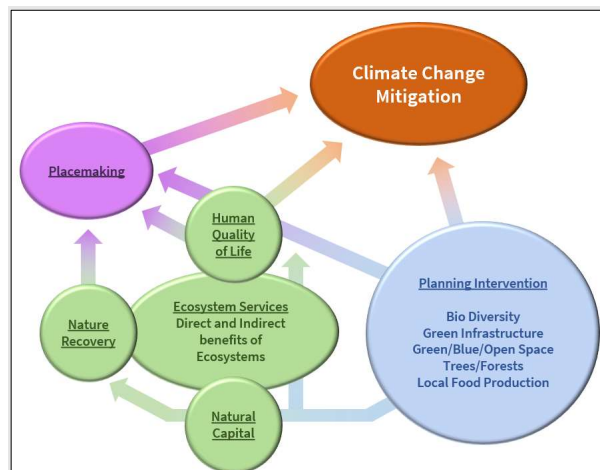 Climate Change
Mitigation
Placemaking
Human
Quality
of Life
Planning Intervention
Bio Diversity
Green Infrastructure
Green/Blue/Open Space
Trees/Forests
Local Food Production
Ecosystem Services
Direct and Indirect
benefits of
Ecosystems
Nature
Recovery
Natural
Capital